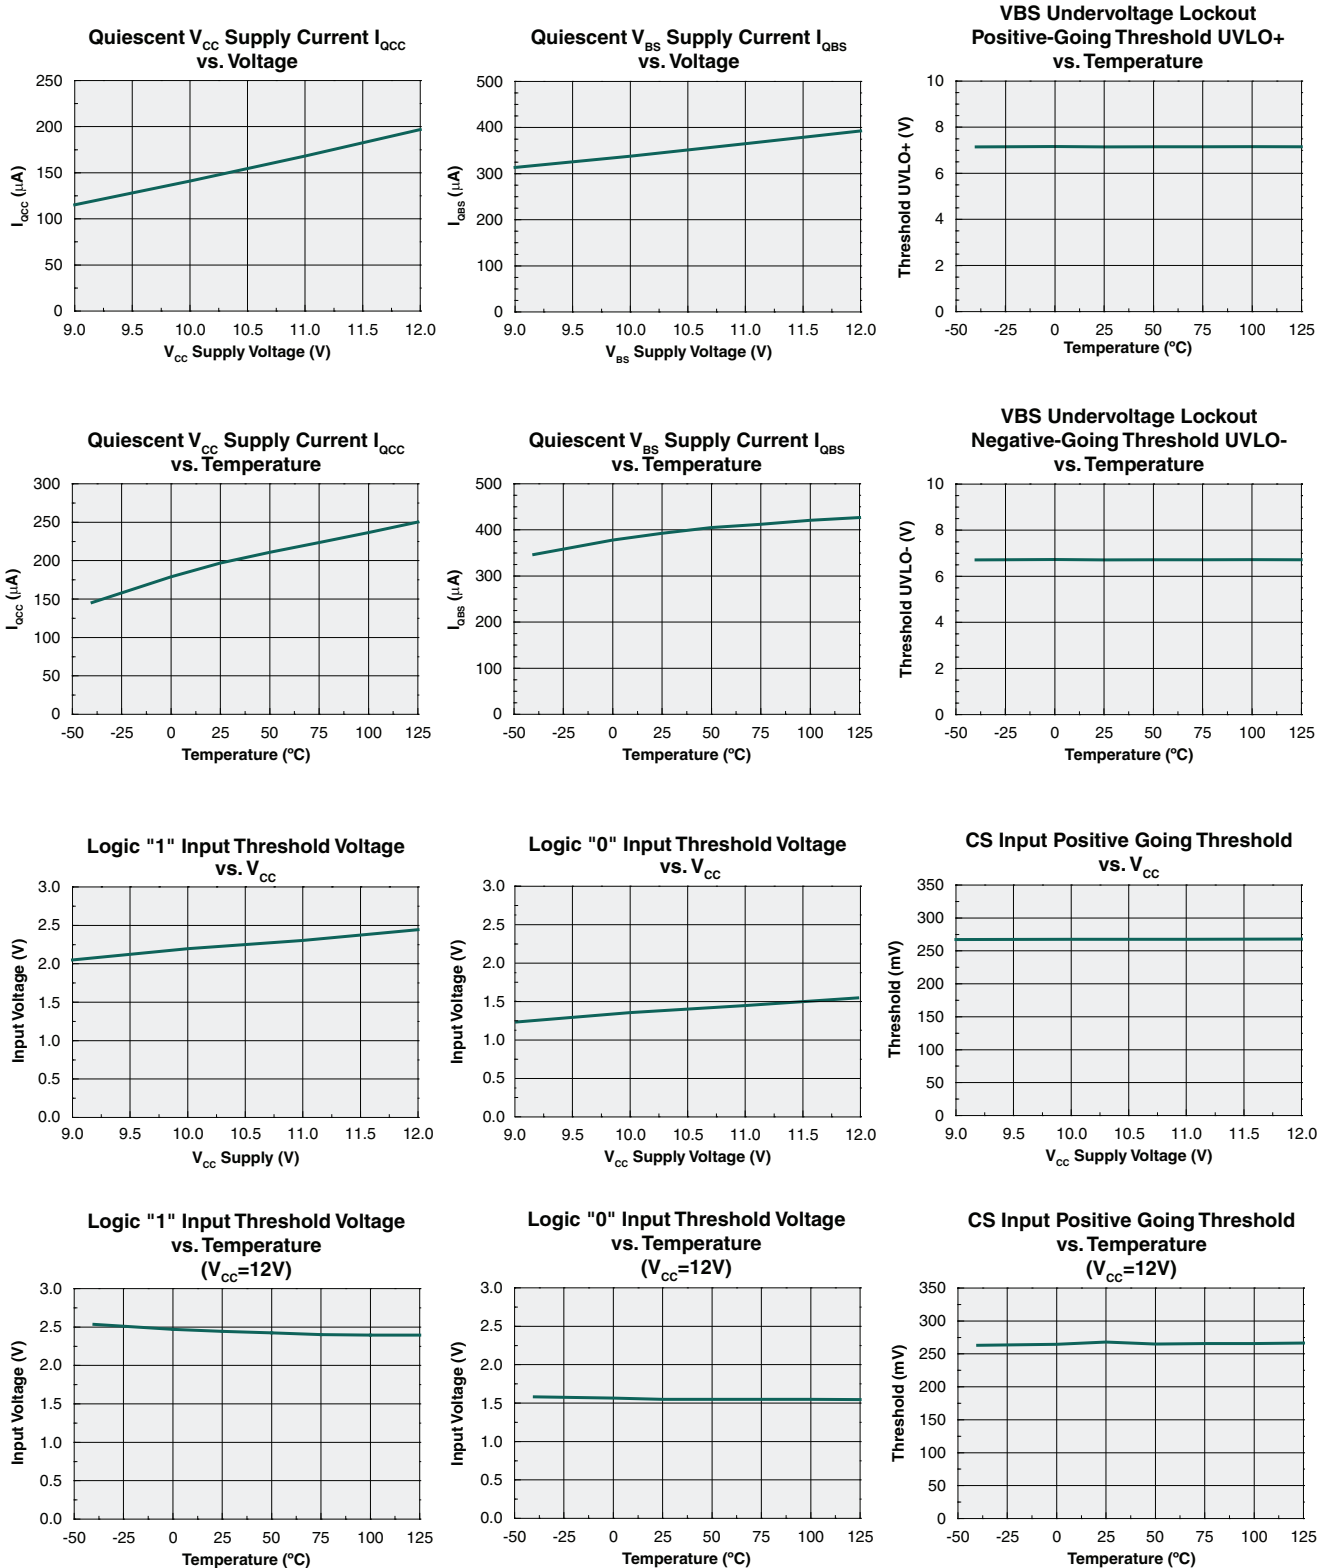 Quiescent VCC Supply Current IQCC
vs. Voltage
250
200
150
100
50
0
IQCC (µA)
9.0 9.5 10.0 10.5 11.0 11.5 12.0
VCC Supply Voltage (V)
Quiescent VBS Supply Current IQBS
vs. Voltage
500
400
300
200
100
0
IQBS (µA)
9.0 9.5 10.0 10.5 11.0 11.5 12.0
VBS Supply Voltage (V)
VBS Undervoltage Lockout
Positive-Going Threshold UVLO+
vs. Temperature
10
8
6
4
2
0
Threshold UVLO+ (V)
-50 -25 0 25 50 75 100 125
Temperature (ºC)
Quiescent VCC Supply Current IQCC
vs. Temperature
300
250
200
150
100
50
0
IQCC (µA)
-50 -25 0 25 50 75 100 125
Temperature (ºC)
Quiescent VBS Supply Current IQBS
vs. Temperature
500
400
300
200
100
0
IQBS (µA)
-50 -25 0 25 50 75 100 125
Temperature (ºC)
VBS Undervoltage Lockout
Negative-Going Threshold UVLO-
vs. Temperature
10
8
6
4
2
0
Threshold UVLO- (V)
-50 -25 0 25 50 75 100 125
Temperature (ºC)
Logic "1" Input Threshold Voltage
vs. VCC
3.0
2.5
2.0
1.5
1.0
0.5
0.0
Input Voltage (V)
9.0 9.5 10.0 10.5 11.0 11.5 12.0
VCC Supply (V)
Logic "0" Input Threshold Voltage
vs. VCC
3.0
2.5
2.0
1.5
1.0
0.5
0.0
Input Voltage (V)
9.0 9.5 10.0 10.5 11.0 11.5 12.0
VCC Supply Voltage (V)
CS Input Positive Going Threshold
vs. VCC
350
300
250
200
150
100
50
0
Threshold (mV)
9.0 9.5 10.0 10.5 11.0 11.5 12.0
VCC Supply Voltage (V)
Logic "1" Input Threshold Voltage
vs. Temperature
(VCC=12V)
3.0
2.5
2.0
1.5
1.0
0.5
0.0
Input Voltage (V)
-50 -25 0 25 50 75 100 125
Temperature (ºC)
Logic "0" Input Threshold Voltage
vs. Temperature
(VCC=12V)
3.0
2.5
2.0
1.5
1.0
0.5
0.0
Input Voltage (V)
-50 -25 0 25 50 75 100 125
Temperature (ºC)
CS Input Positive Going Threshold
vs. Temperature
(VCC=12V)
350
300
250
200
150
100
50
0
Threshold (mV)
-50 -25 0 25 50 75 100 125
Temperature (ºC)